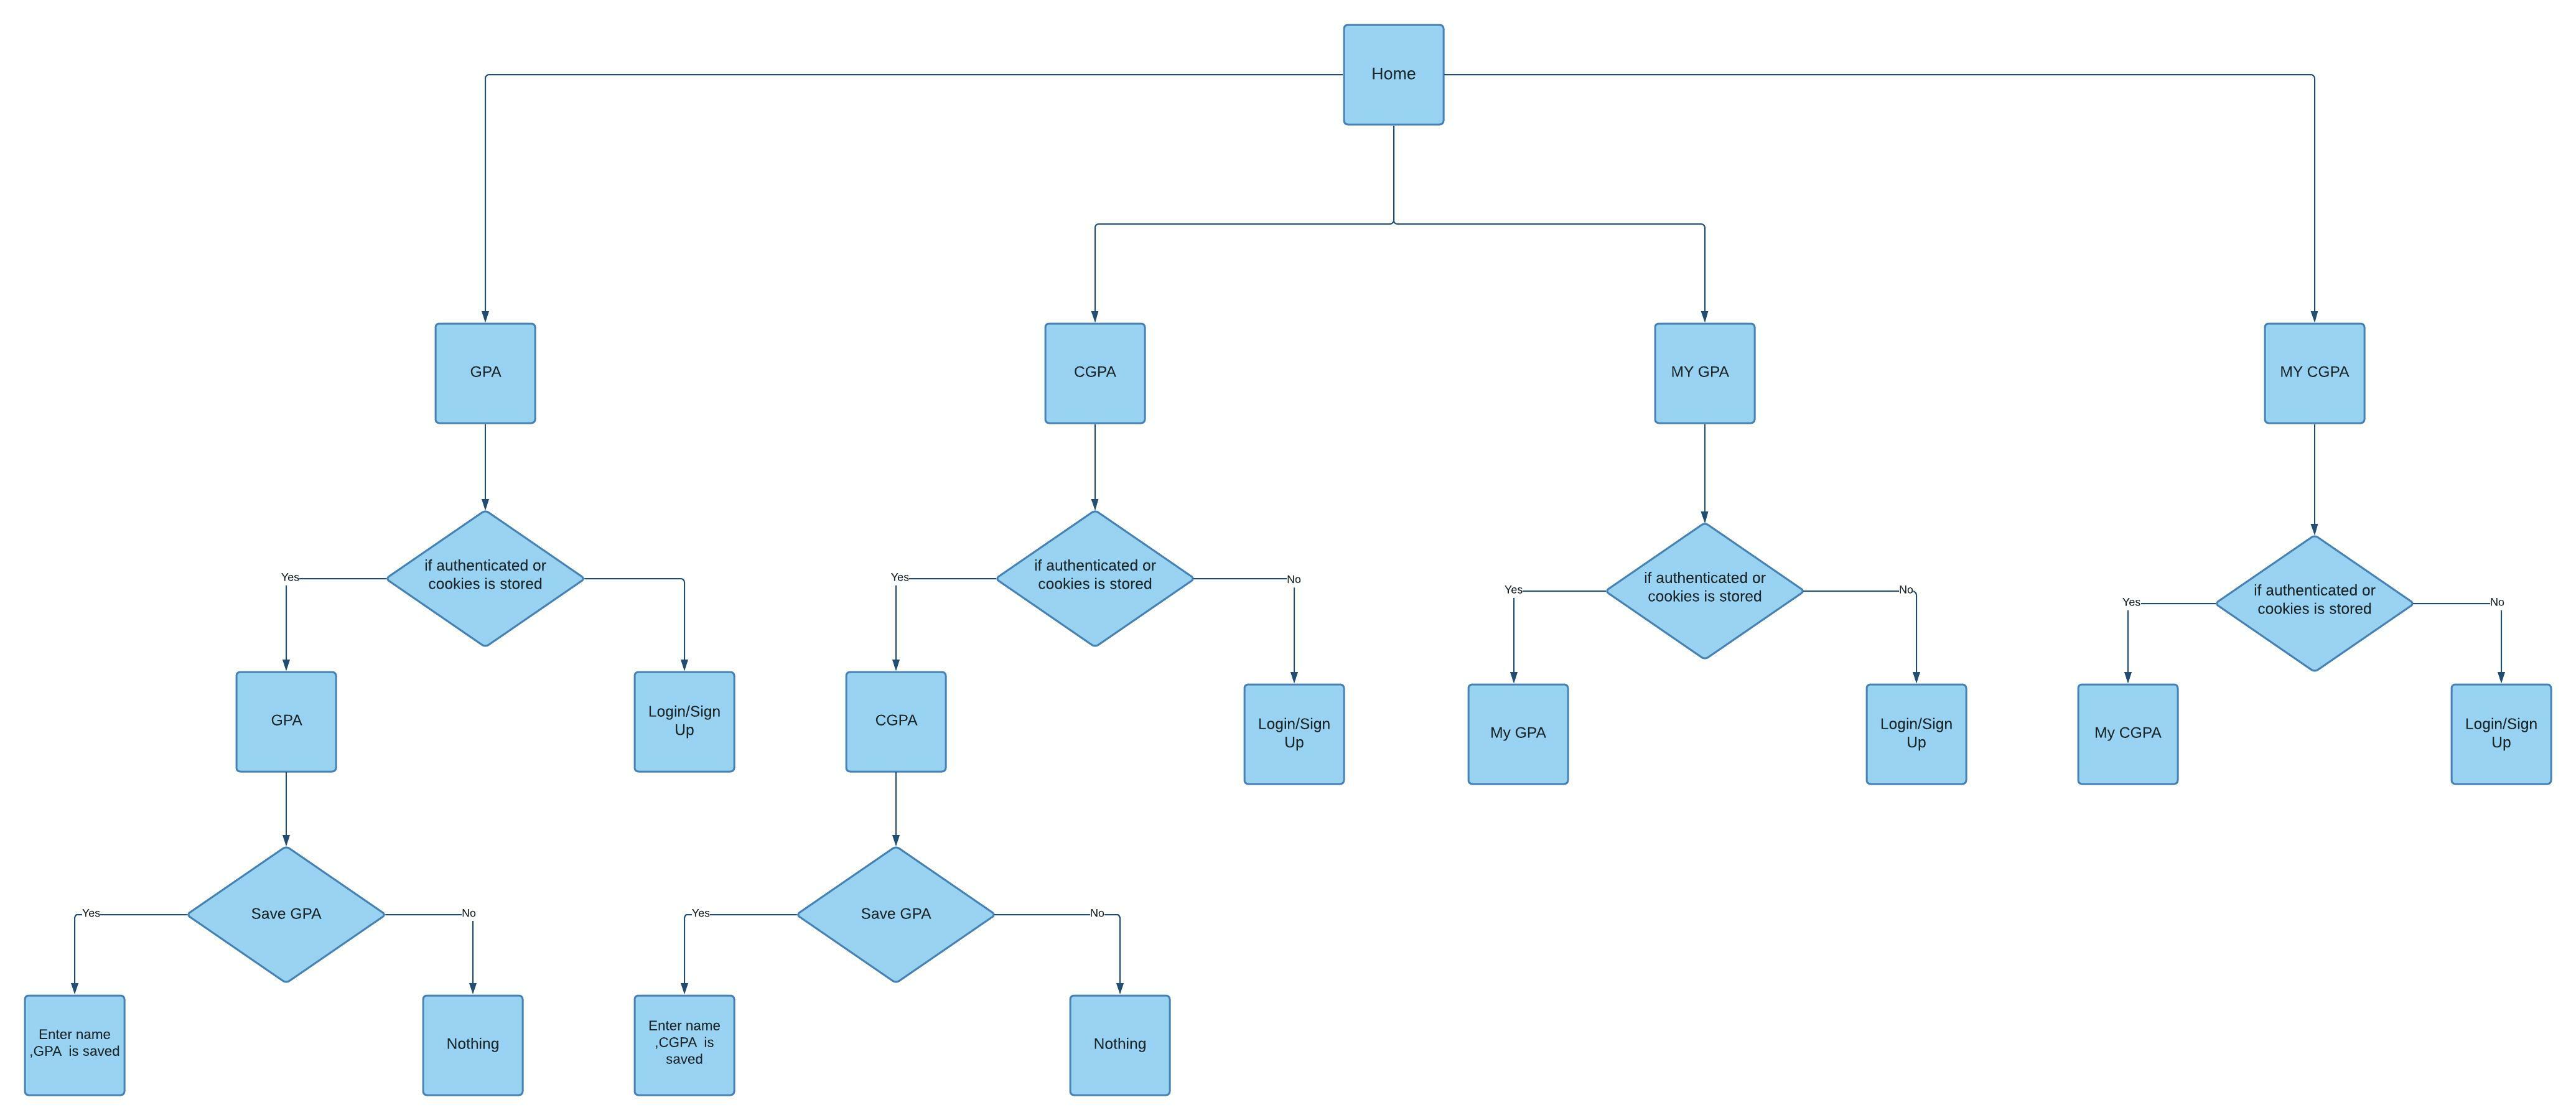 Home
GPA
CGPA
MY GPA
MY CGPA
if authenticated or
cookies is stored
Yes
if authenticated or
cookies is stored
Yes
No
if authenticated or
cookies is stored
Yes
No
if authenticated or
cookies is stored
Yes
No
GPA
Login/Sign
Up
CGPA
Login/Sign
Up
My GPA
Login/Sign
Up
My CGPA
Login/Sign
Up
Save GPA
Yes
No
Save GPA
Yes
No
Enter name
,GPA is saved
Nothing
Enter name
,CGPA is
saved
Nothing